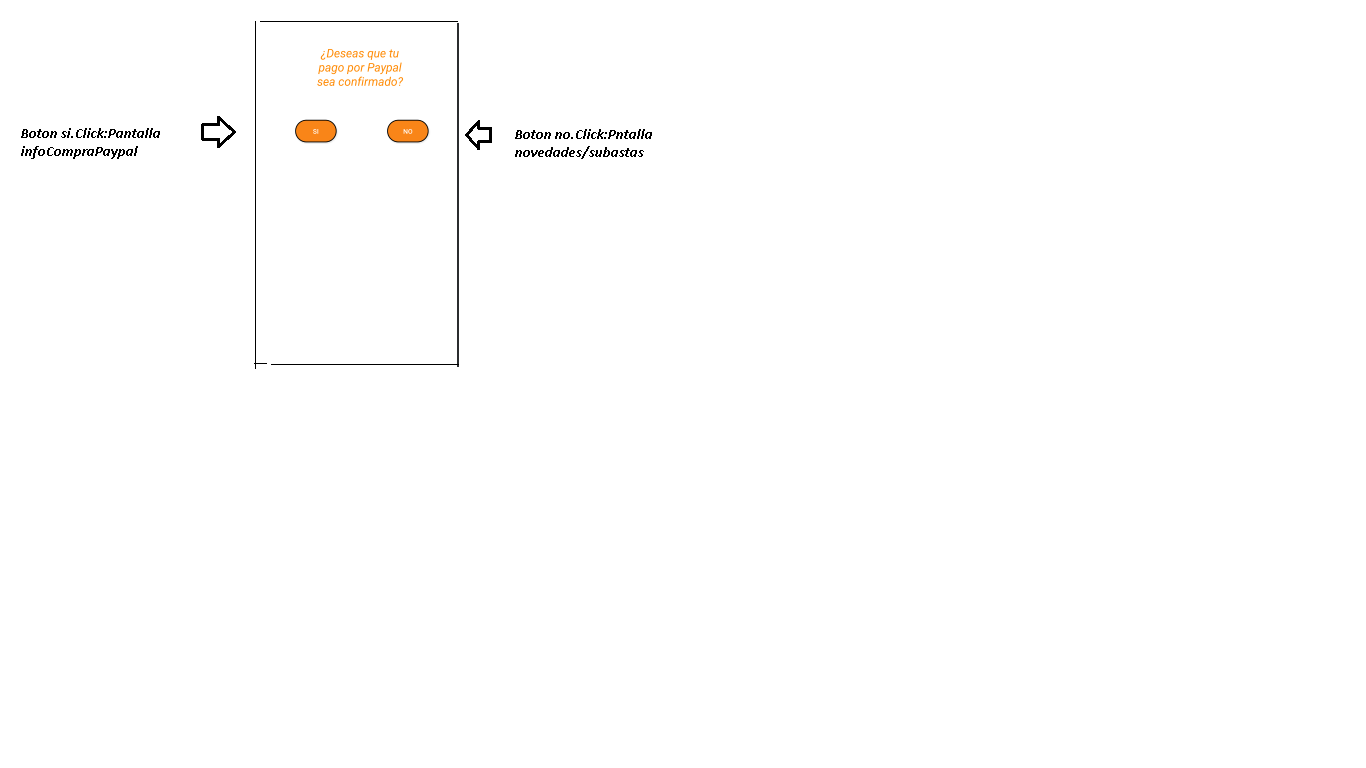 ¿Deseas que tu
pago por Paypal
sea confirmado?
Boton si.Click:Pantalla
infoCompraPaypal
SI
NO
Boton no.Click:Pntalla
novedades/subastas